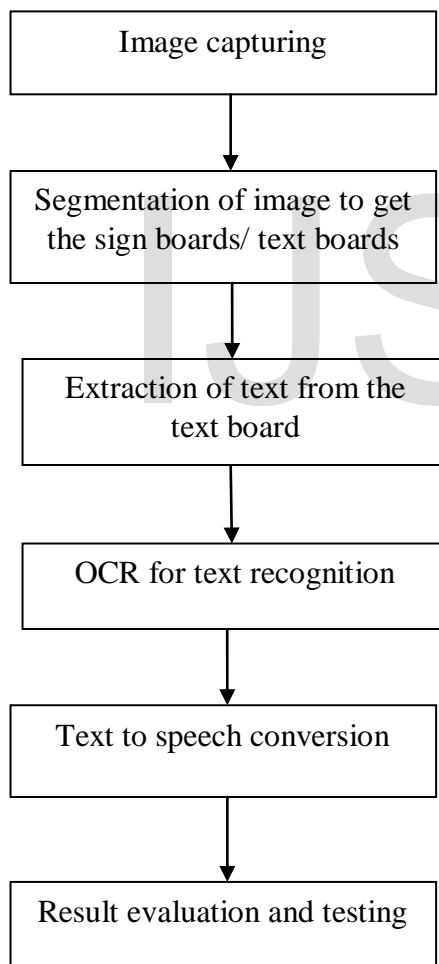 Image capturing
Segmentation of image to get
the sign boards/ text boards
IJS
Extraction of text from the
text board
OCR for text recognition
Text to speech conversion
Result evaluation and testing